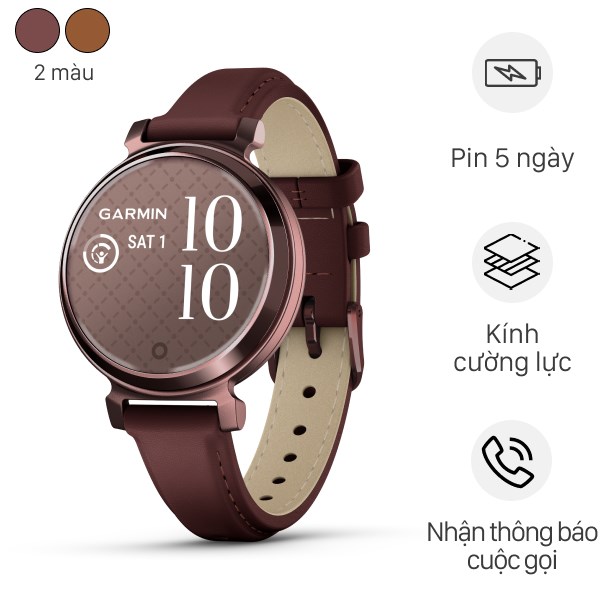 2 màu
GARMIN
SAT 1
10
10
Pin 5 ngày
Kính
cường lực
Nhận thông báo
cuộc gọi